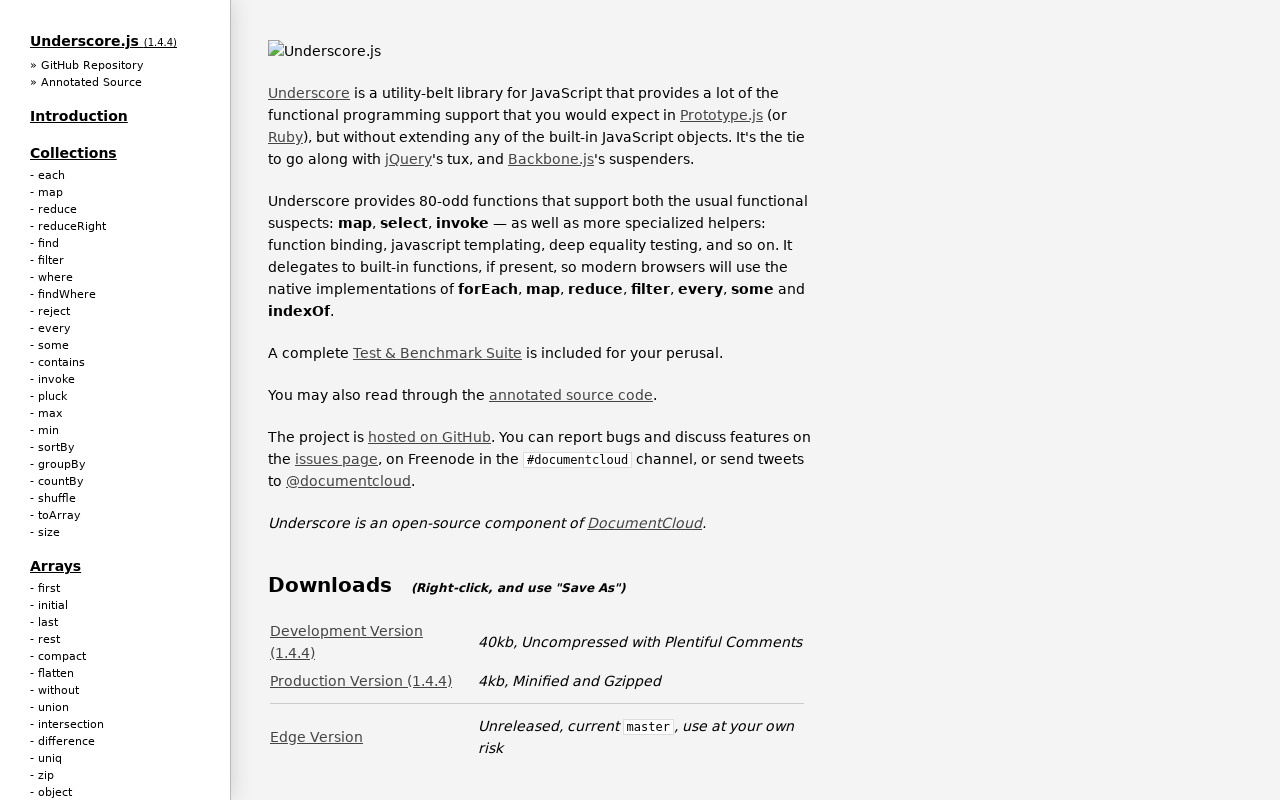 Underscore.js (1.4.4)
» GitHub Repository
» Annotated Source
Introduction
Collections
- each
- map
- reduce
- reduceRight
- find
- filter
- where
- findWhere
- reject
- every
- some
- contains
- invoke
- pluck
- max
- min
- sortBy
- groupBy
- countBy
- shuffle
- toArray
- size
Arrays
- first
- initial
- last
- rest
- compact
- flatten
- without
- union
- intersection
- difference
- uniq
- zip
- object
Underscore.js
Underscore is a utility-belt library for JavaScript that provides a lot of the
functional programming support that you would expect in Prototype.js (or
Ruby), but without extending any of the built-in JavaScript objects. It's the tie
to go along with jQuery's tux, and Backbone.js's suspenders.
Underscore provides 80-odd functions that support both the usual functional
suspects: map, select, invoke — as well as more specialized helpers:
function binding, javascript templating, deep equality testing, and so on. It
delegates to built-in functions, if present, so modern browsers will use the
native implementations of forEach, map, reduce, filter, every, some and
indexOf.
A complete Test & Benchmark Suite is included for your perusal.
You may also read through the annotated source code.
The project is hosted on GitHub. You can report bugs and discuss features on
the issues page, on Freenode in the #documentcloud channel, or send tweets
to @documentcloud.
Underscore is an open-source component of DocumentCloud.
Downloads (Right-click, and use "Save As")
Development Version
(1.4.4)
40kb, Uncompressed with Plentiful Comments
Production Version (1.4.4)
4kb, Minified and Gzipped
Edge Version
Unreleased, current master, use at your own
risk